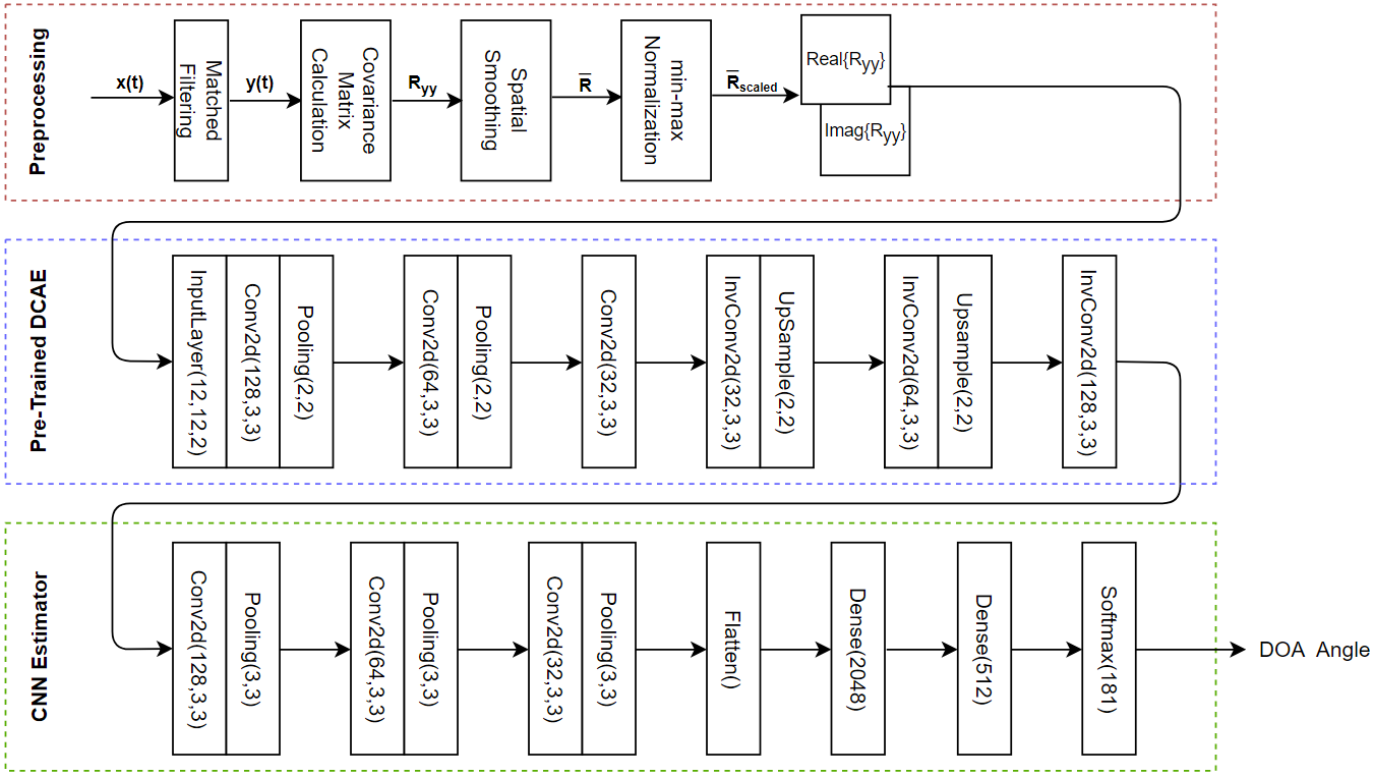 Preprocessing
x(t)
Matched
Filtering
y(t)
Covariance
Matrix
Calculation
Ryy
Spatial
Smoothing
R̅
min-max
Normalization
R̅scaled
Real{Ryy}
Imag{Ryy}
Pre-Trained DCAE
InputLayer(12,12,2)
Conv2d(128,3,3)
Pooling(2,2)
Conv2d(64,3,3)
Pooling(2,2)
Conv2d(32,3,3)
InvConv2d(32,3,3)
UpSample(2,2)
InvConv2d(64,3,3)
Upsample(2,2)
InvConv2d(128,3,3)
CNN Estimator
Conv2d(128,3,3)
Pooling(3,3)
Conv2d(64,3,3)
Pooling(3,3)
Conv2d(32,3,3)
Pooling(3,3)
Flatten()
Dense(2048)
Dense(512)
Softmax(181)
DOA Angle